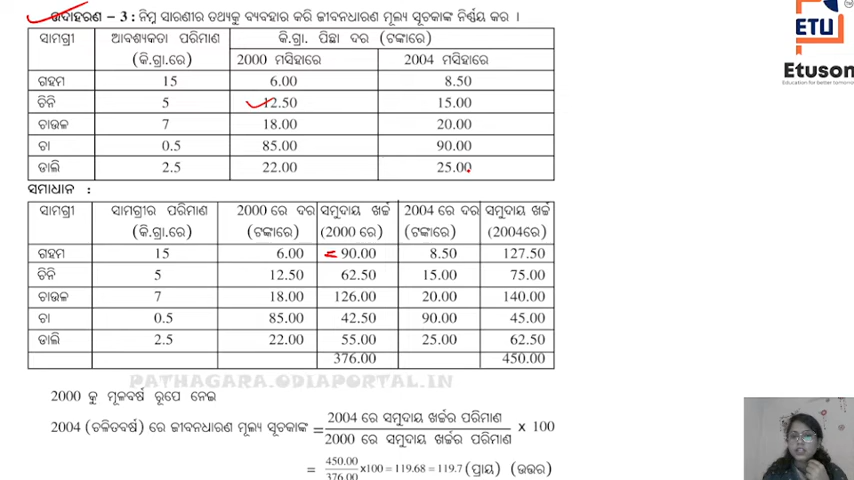 ଉଦାହରଣ – 3 : ନିମ୍ନ ସାରଣୀର ତଥ୍ୟକୁ ବ୍ୟବହାର କରି ଜୀବନଧାରଣ ମୂଲ୍ୟ ସୂଚକାଙ୍କ ନିର୍ଣ୍ଣୟ କର ।
ସାମଗ୍ରୀ ଆବଶ୍ୟକତା ପରିମାଣ କି.ଗ୍ରା. ପିଛା ଦର (ଟଙ୍କାରେ)
(କି.ଗ୍ରା.ରେ) 2000 ମସିହାରେ 2004 ମସିହାରେ
ଗହମ 15 6.00 8.50
ଚିନି 5 12.50 15.00
ଚାଉଳ 7 18.00 20.00
ଚା 0.5 85.00 90.00
ଡାଲି 2.5 22.00 25.00
ସମାଧାନ :
ସାମଗ୍ରୀ ସାମଗ୍ରୀର ପରିମାଣ 2000 ରେ ଦର ସମୁଦାୟ ଖର୍ଚ୍ଚ 2004 ରେ ଦର ସମୁଦାୟ ଖର୍ଚ୍ଚ
(କି.ଗ୍ରା.ରେ) (ଟଙ୍କାରେ) (2000 ରେ) (ଟଙ୍କାରେ) (2004ରେ)
ଗହମ 15 6.00 90.00 8.50 127.50
ଚିନି 5 12.50 62.50 15.00 75.00
ଚାଉଳ 7 18.00 126.00 20.00 140.00
ଚା 0.5 85.00 42.50 90.00 45.00
ଡାଲି 2.5 22.00 55.00 25.00 62.50
376.00 450.00
PATHAGARA.ODIAPORTAL.IN
2000 କୁ ମୂଳବର୍ଷ ରୂପେ ନେଇ
2004 (ଚଳିତବର୍ଷ) ରେ ଜୀବନଧାରଣ ମୂଲ୍ୟ ସୂଚକାଙ୍କ = 2004 ରେ ସମୁଦାୟ ଖର୍ଚ୍ଚର ପରିମାଣ x 100
2000 ରେ ସମୁଦାୟ ଖର୍ଚ୍ଚର ପରିମାଣ
= 450.00 x100 = 119.68 = 119.7 (ପ୍ରାୟ) (ଉତ୍ତର)
376.00
ETU
Etuson
Education for better tomorrow